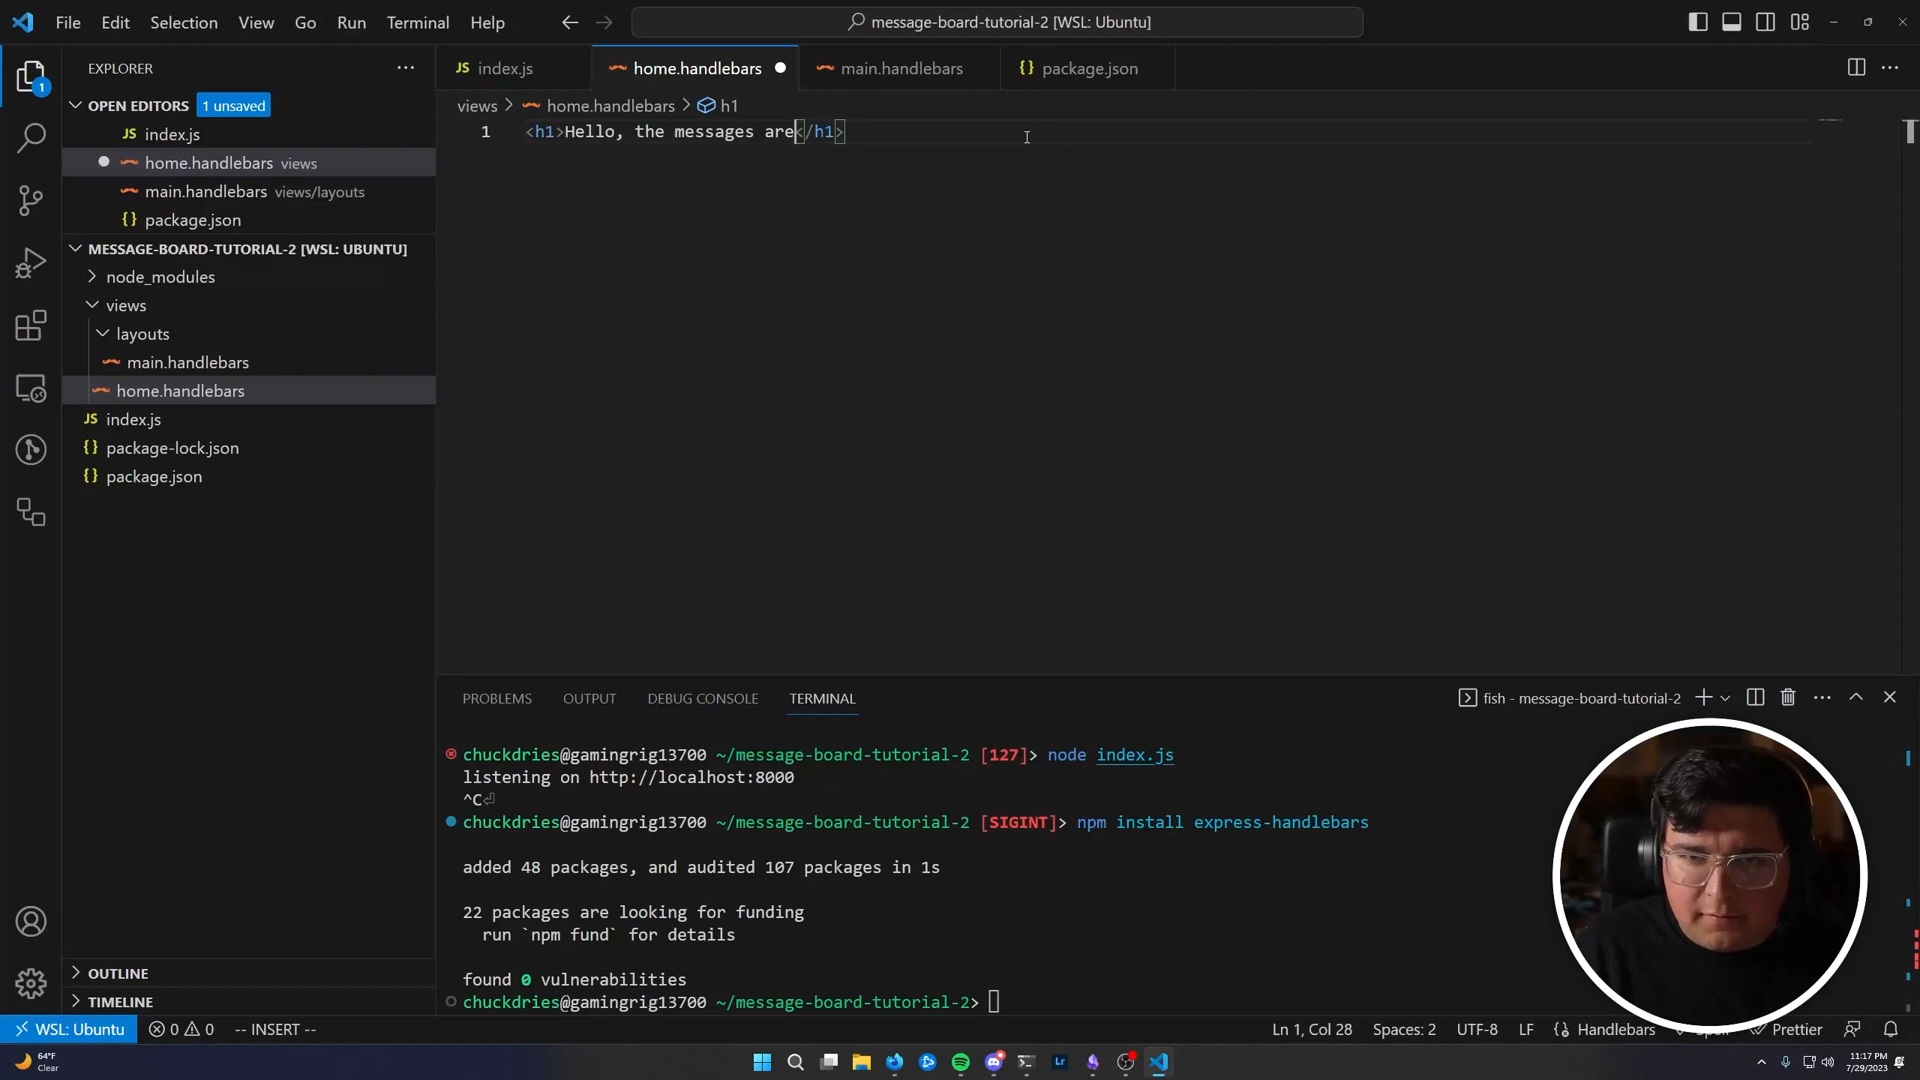 File Edit Selection View Go Run Terminal Help
message-board-tutorial-2 [WSL: Ubuntu]
EXPLORER
1
OPEN EDITORS 1 unsaved
JS index.js
home.handlebars views
main.handlebars views/layouts
{} package.json
MESSAGE-BOARD-TUTORIAL-2 [WSL: UBUNTU]
node_modules
views
layouts
main.handlebars
home.handlebars
JS index.js
{} package-lock.json
{} package.json
OUTLINE
TIMELINE
JS index.js
home.handlebars
main.handlebars
{} package.json
views > home.handlebars > h1
1 <h1>Hello, the messages are</h1>
PROBLEMS OUTPUT DEBUG CONSOLE TERMINAL
fish - message-board-tutorial-2
chuckdries@gamingrig13700 ~/message-board-tutorial-2 [127]> node index.js
listening on http://localhost:8000
^C⏎
chuckdries@gamingrig13700 ~/message-board-tutorial-2 [SIGINT]> npm install express-handlebars
added 48 packages, and audited 107 packages in 1s
22 packages are looking for funding
run `npm fund` for details
found 0 vulnerabilities
chuckdries@gamingrig13700 ~/message-board-tutorial-2>
WSL: Ubuntu 0 0 -- INSERT -- Ln 1, Col 28 Spaces: 2 UTF-8 LF {} Handlebars Prettier
64°F
Clear
Lr
11:17 PM
7/29/2023